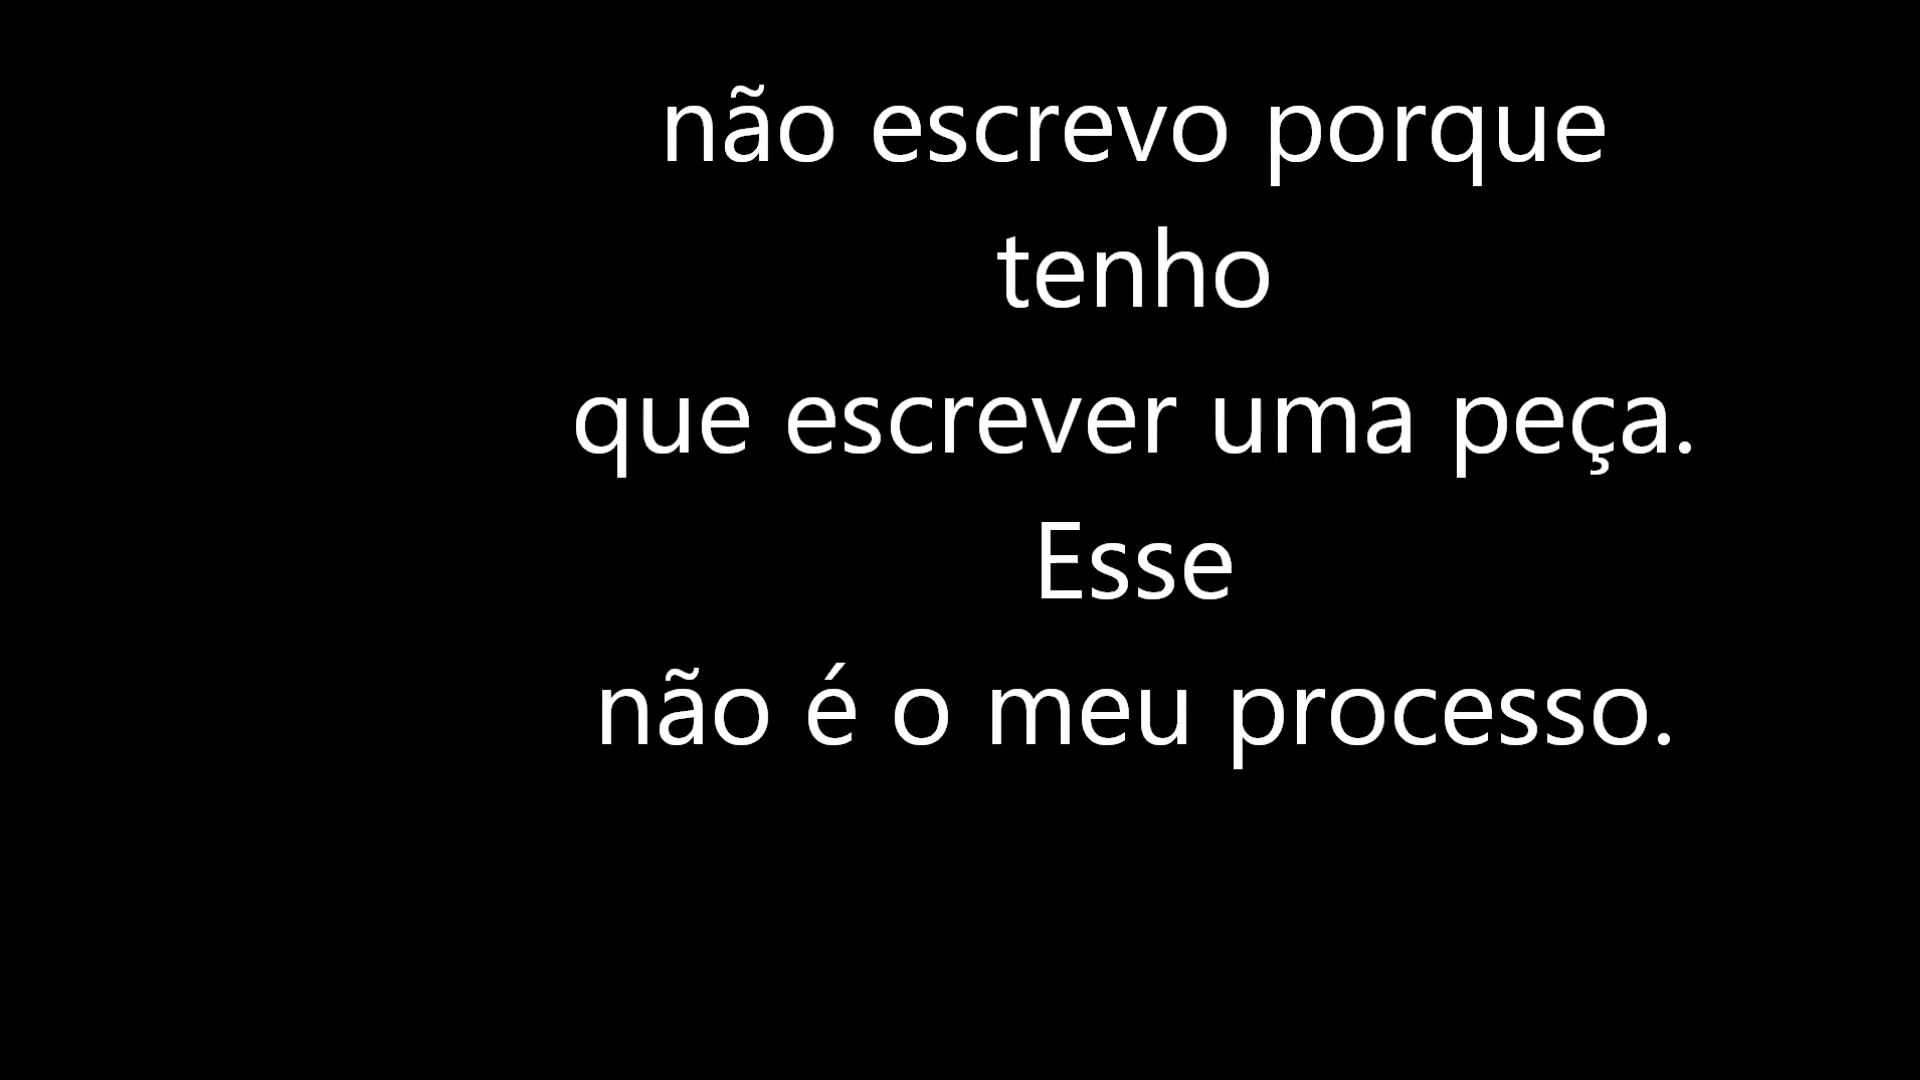 não escrevo porque
tenho
que escrever uma peça.
Esse
não é o meu processo.